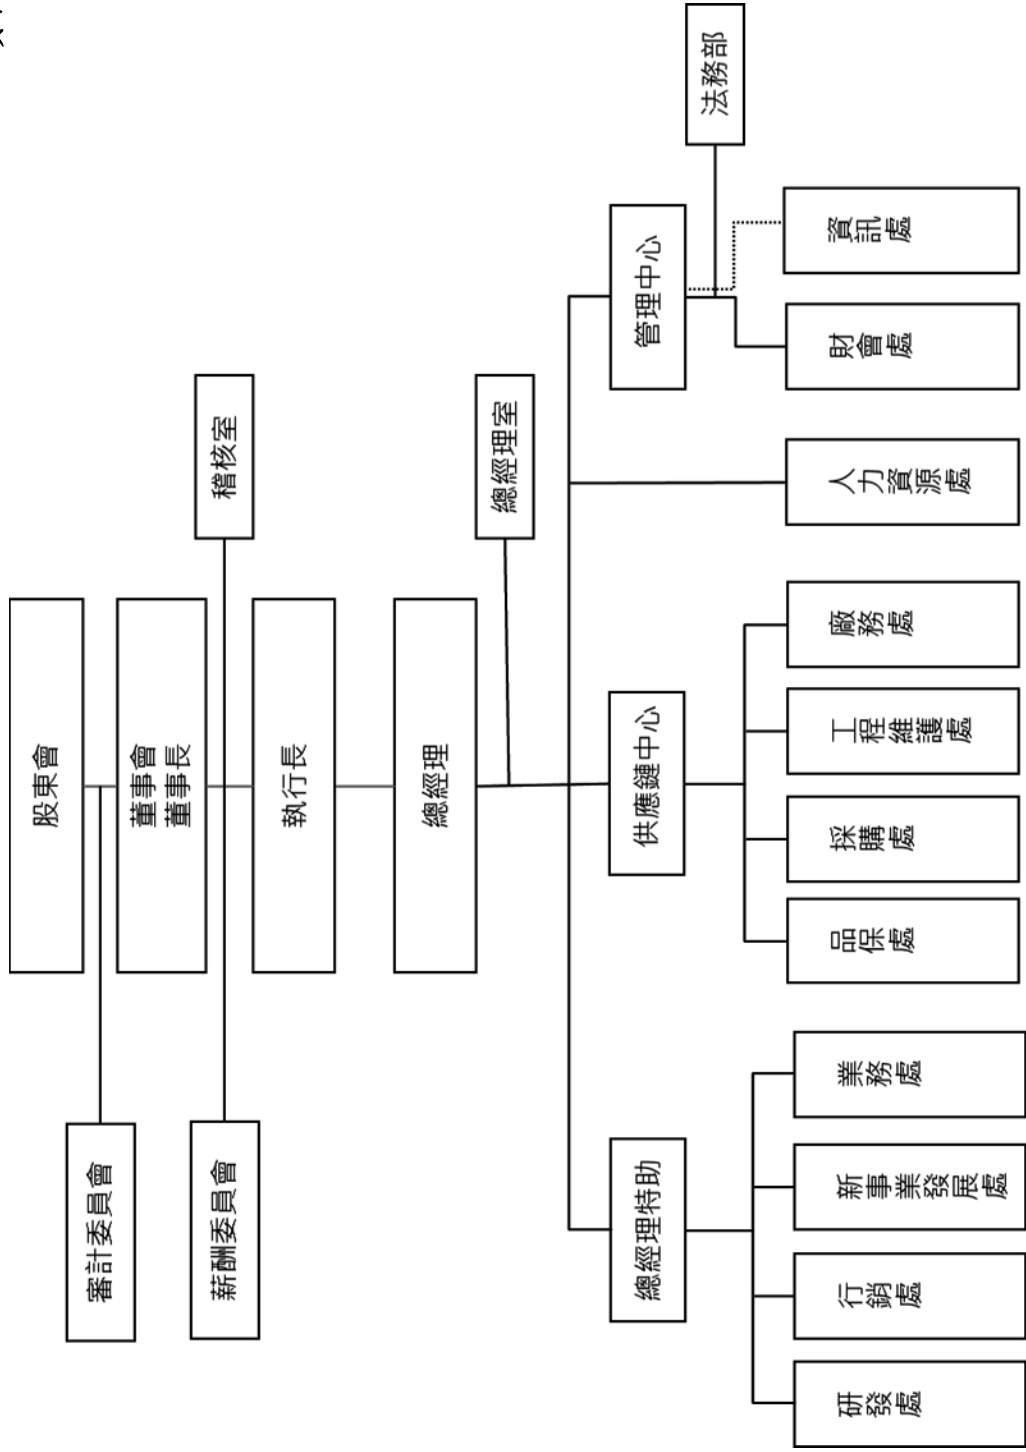 股東會
審計委員會
董事會
董事長
稽核室
薪酬委員會
執行長
總經理
總經理室
總經理特助
供應鏈中心
管理中心
法務部
研發處
行銷處
新事業發展處
業務處
品保處
採購處
工程維護處
廠務處
人力資源處
財會處
資訊處